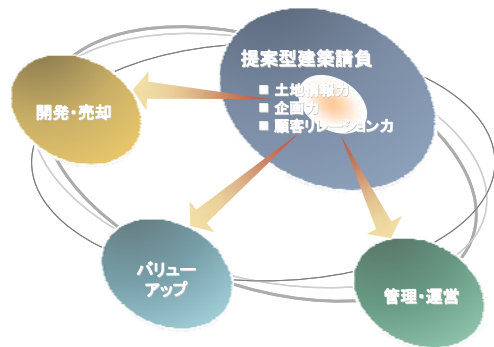 提案型建築請負
■ 土地情報力
■ 企画力
■ 顧客リレーション力
開発・売却
バリュー
アップ
管理・運営